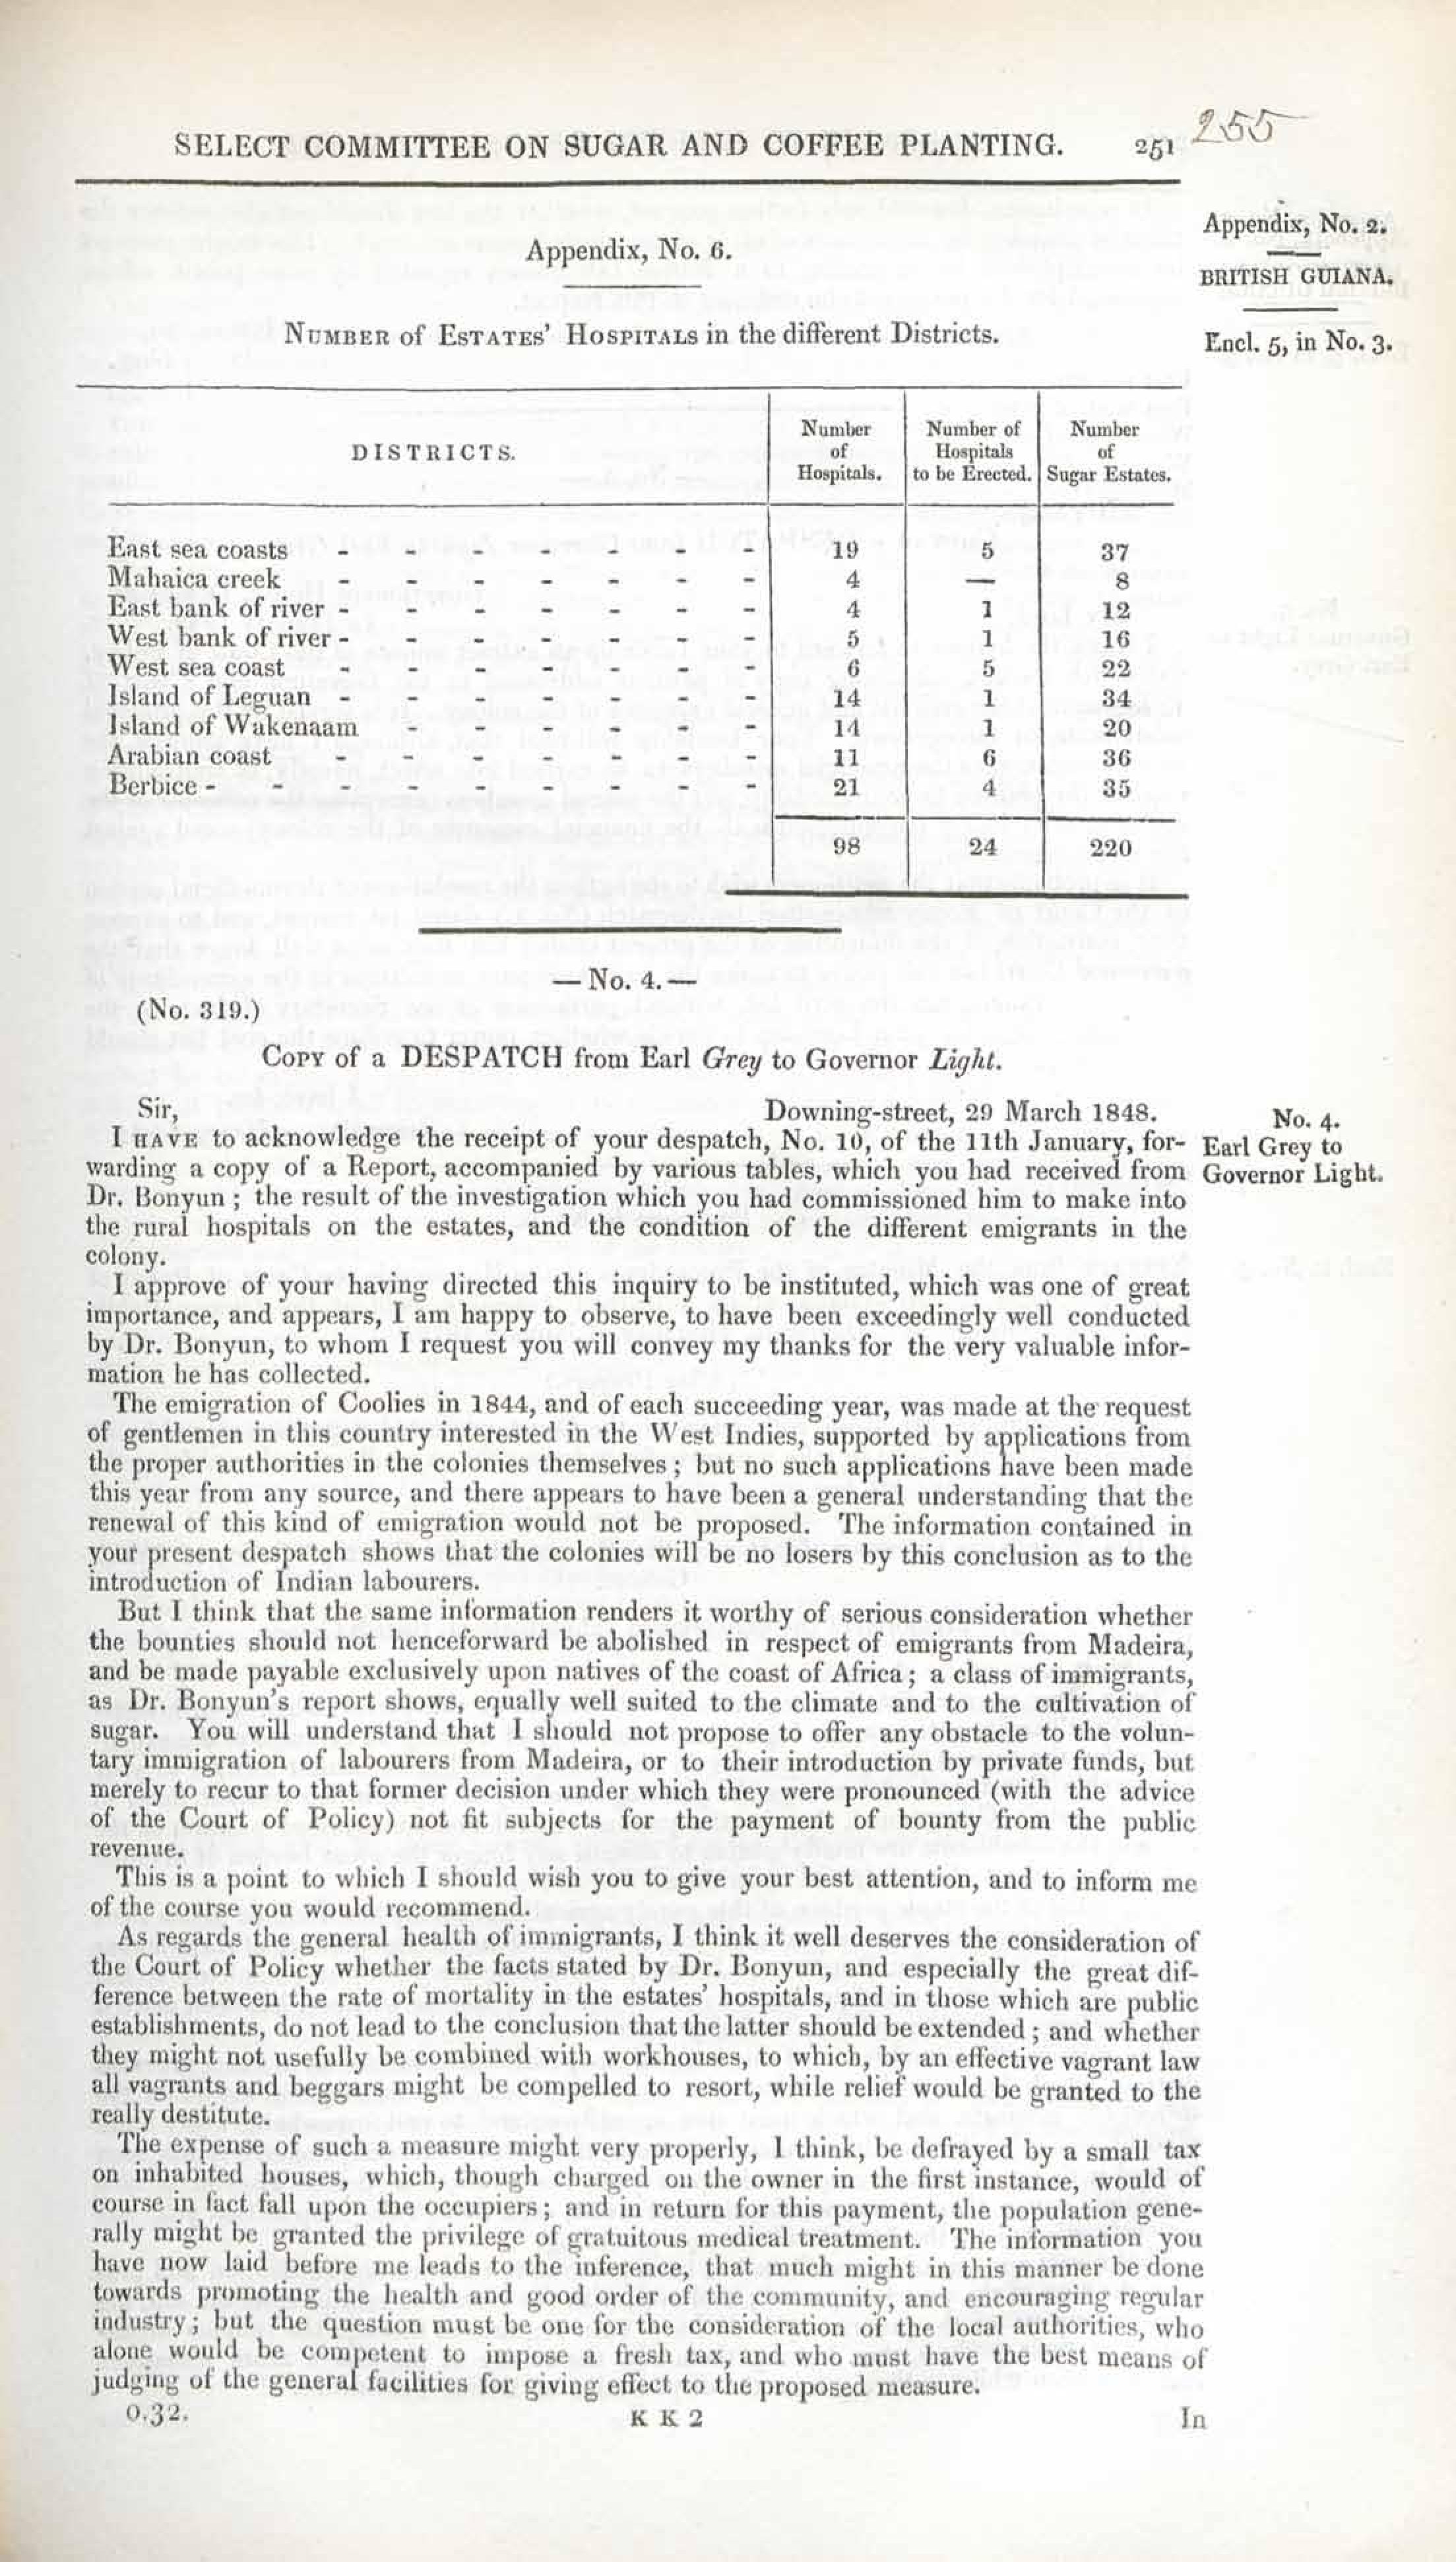 SELECT COMMITTEE ON SUGAR AND COFFEE PLANTING. 251
255
Appendix, No. 2.
BRITISH GUIANA.
Encl. 5, in No. 3.
Appendix, No. 6.
NUMBER of ESTATES' HOSPITALS in the different Districts.
DISTRICTS. Number of Hospitals. Number of Hospitals to be Erected. Number of Sugar Estates.
East sea coasts - - - - - - - 19 5 37
Mahaica creek - - - - - - - 4 — 8
East bank of river - - - - - - - 4 1 12
West bank of river - - - - - - - 5 1 16
West sea coast - - - - - - - 6 5 22
Island of Leguan - - - - - - - 14 1 34
Island of Wakenaam - - - - - - 14 1 20
Arabian coast - - - - - - - 11 6 36
Berbice - - - - - - - - - 21 4 35
98 24 220
— No. 4. —
(No. 319.)
COPY of a DESPATCH from Earl Grey to Governor Light.
Sir, Downing-street, 29 March 1848.
No. 4.
Earl Grey to
Governor Light.
I HAVE to acknowledge the receipt of your despatch, No. 10, of the 11th January, for-
warding a copy of a Report, accompanied by various tables, which you had received from
Dr. Bonyun; the result of the investigation which you had commissioned him to make into
the rural hospitals on the estates, and the condition of the different emigrants in the
colony.
I approve of your having directed this inquiry to be instituted, which was one of great
importance, and appears, I am happy to observe, to have been exceedingly well conducted
by Dr. Bonyun, to whom I request you will convey my thanks for the very valuable infor-
mation he has collected.
The emigration of Coolies in 1844, and of each succeeding year, was made at the request
of gentlemen in this country interested in the West Indies, supported by applications from
the proper authorities in the colonies themselves; but no such applications have been made
this year from any source, and there appears to have been a general understanding that the
renewal of this kind of emigration would not be proposed. The information contained in
your present despatch shows that the colonies will be no losers by this conclusion as to the
introduction of Indian labourers.
But I think that the same information renders it worthy of serious consideration whether
the bounties should not henceforward be abolished in respect of emigrants from Madeira,
and be made payable exclusively upon natives of the coast of Africa; a class of immigrants,
as Dr. Bonyun's report shows, equally well suited to the climate and to the cultivation of
sugar. You will understand that I should not propose to offer any obstacle to the volun-
tary immigration of labourers from Madeira, or to their introduction by private funds, but
merely to recur to that former decision under which they were pronounced (with the advice
of the Court of Policy) not fit subjects for the payment of bounty from the public
revenue.
This is a point to which I should wish you to give your best attention, and to inform me
of the course you would recommend.
As regards the general health of immigrants, I think it well deserves the consideration of
the Court of Policy whether the facts stated by Dr. Bonyun, and especially the great dif-
ference between the rate of mortality in the estates' hospitals, and in those which are public
establishments, do not lead to the conclusion that the latter should be extended; and whether
they might not usefully be combined with workhouses, to which, by an effective vagrant law
all vagrants and beggars might be compelled to resort, while relief would be granted to the
really destitute.
The expense of such a measure might very properly, I think, be defrayed by a small tax
on inhabited houses, which, though charged on the owner in the first instance, would of
course in fact fall upon the occupiers; and in return for this payment, the population gene-
rally might be granted the privilege of gratuitous medical treatment. The information you
have now laid before me leads to the inference, that much might in this manner be done
towards promoting the health and good order of the community, and encouraging regular
industry; but the question must be one for the consideration of the local authorities, who
alone would be competent to impose a fresh tax, and who must have the best means of
judging of the general facilities for giving effect to the proposed measure.
0.32. K K 2 In